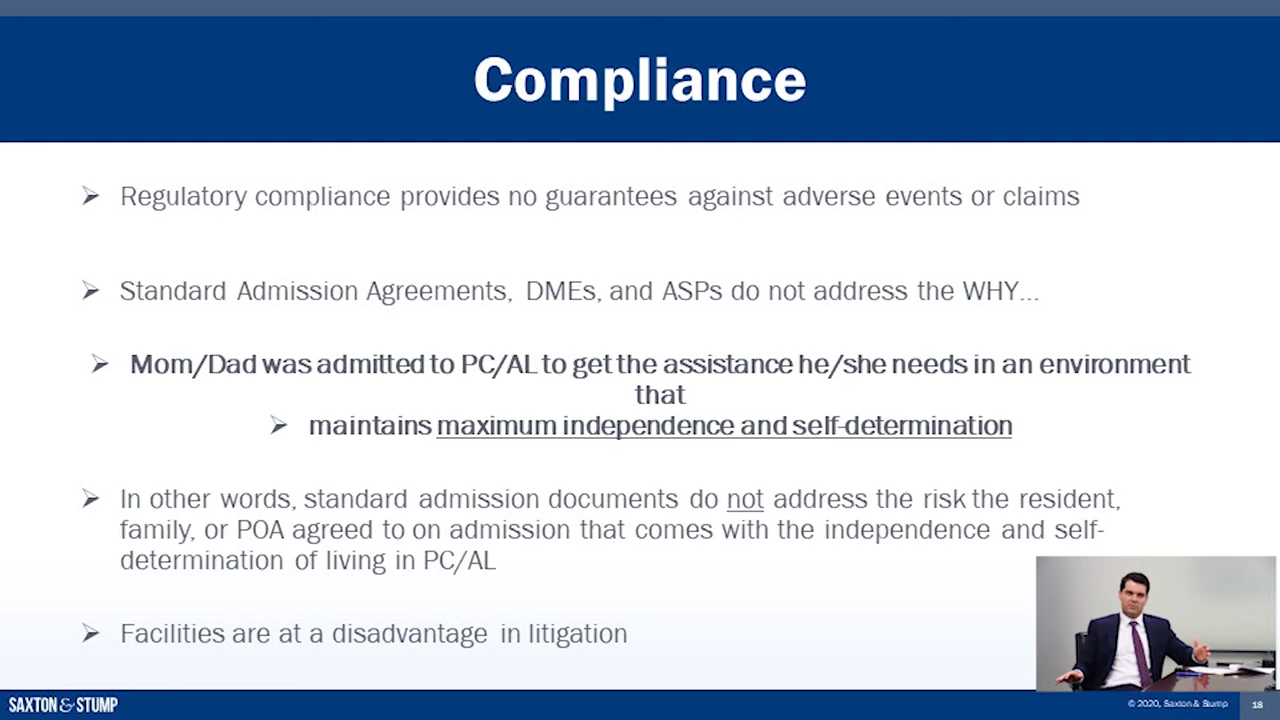 Compliance
Regulatory compliance provides no guarantees against adverse events or claims
Standard Admission Agreements, DMEs, and ASPs do not address the WHY...
Mom/Dad was admitted to PC/AL to get the assistance he/she needs in an environment
that
maintains maximum independence and self-determination
In other words, standard admission documents do not address the risk the resident,
family, or POA agreed to on admission that comes with the independence and self-
determination of living in PC/AL
Facilities are at a disadvantage in litigation
SAXTON & STUMP
© 2020, Saxton & Stump
18